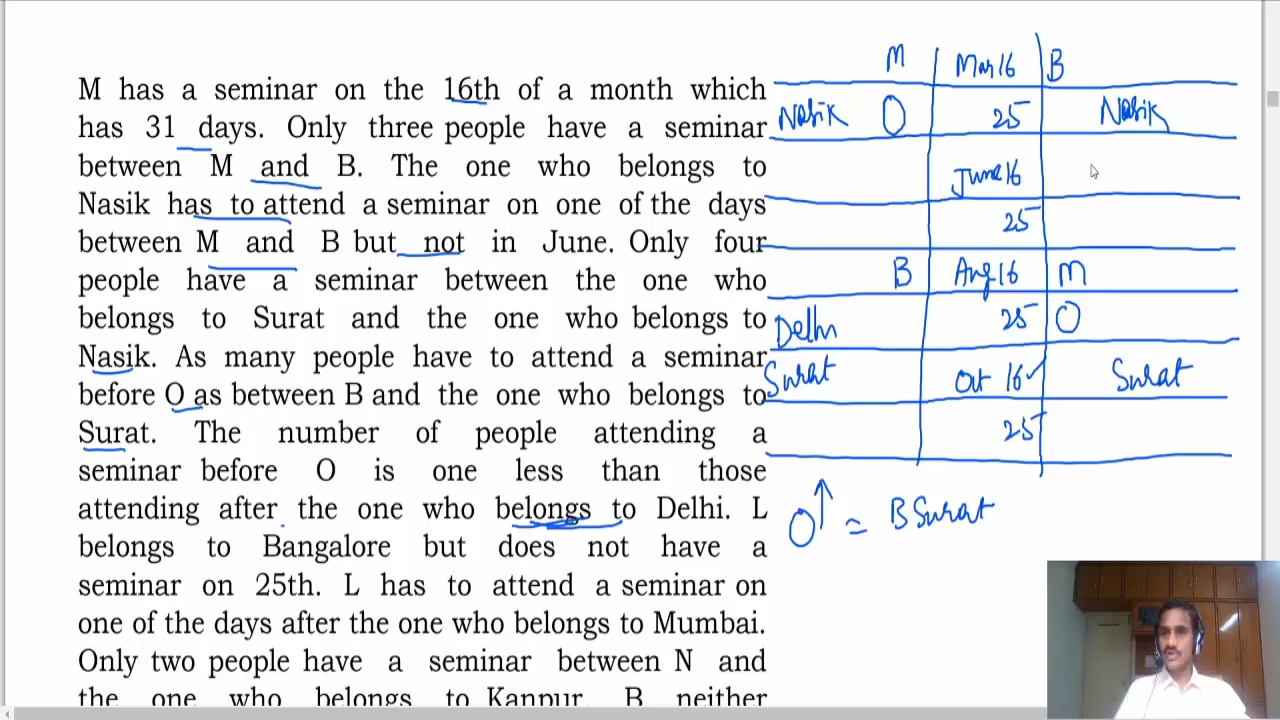 M has a seminar on the 16th of a month which
has 31 days. Only three people have a seminar
between M and B. The one who belongs to
Nasik has to attend a seminar on one of the days
between M and B but not in June. Only four
people have a seminar between the one who
belongs to Surat and the one who belongs to
Nasik. As many people have to attend a seminar
before O as between B and the one who belongs to
Surat. The number of people attending a
seminar before O is one less than those
attending after the one who belongs to Delhi. L
belongs to Bangalore but does not have a
seminar on 25th. L has to attend a seminar on
one of the days after the one who belongs to Mumbai.
Only two people have a seminar between N and
the one who belongs to Kanpur. B neither
M Mar 16 B
Nasik O 25 Nasik
June 16
25
B Aug 16 M
Delhi 25 O
Surat Oct 16 Surat
25
O = B Surat